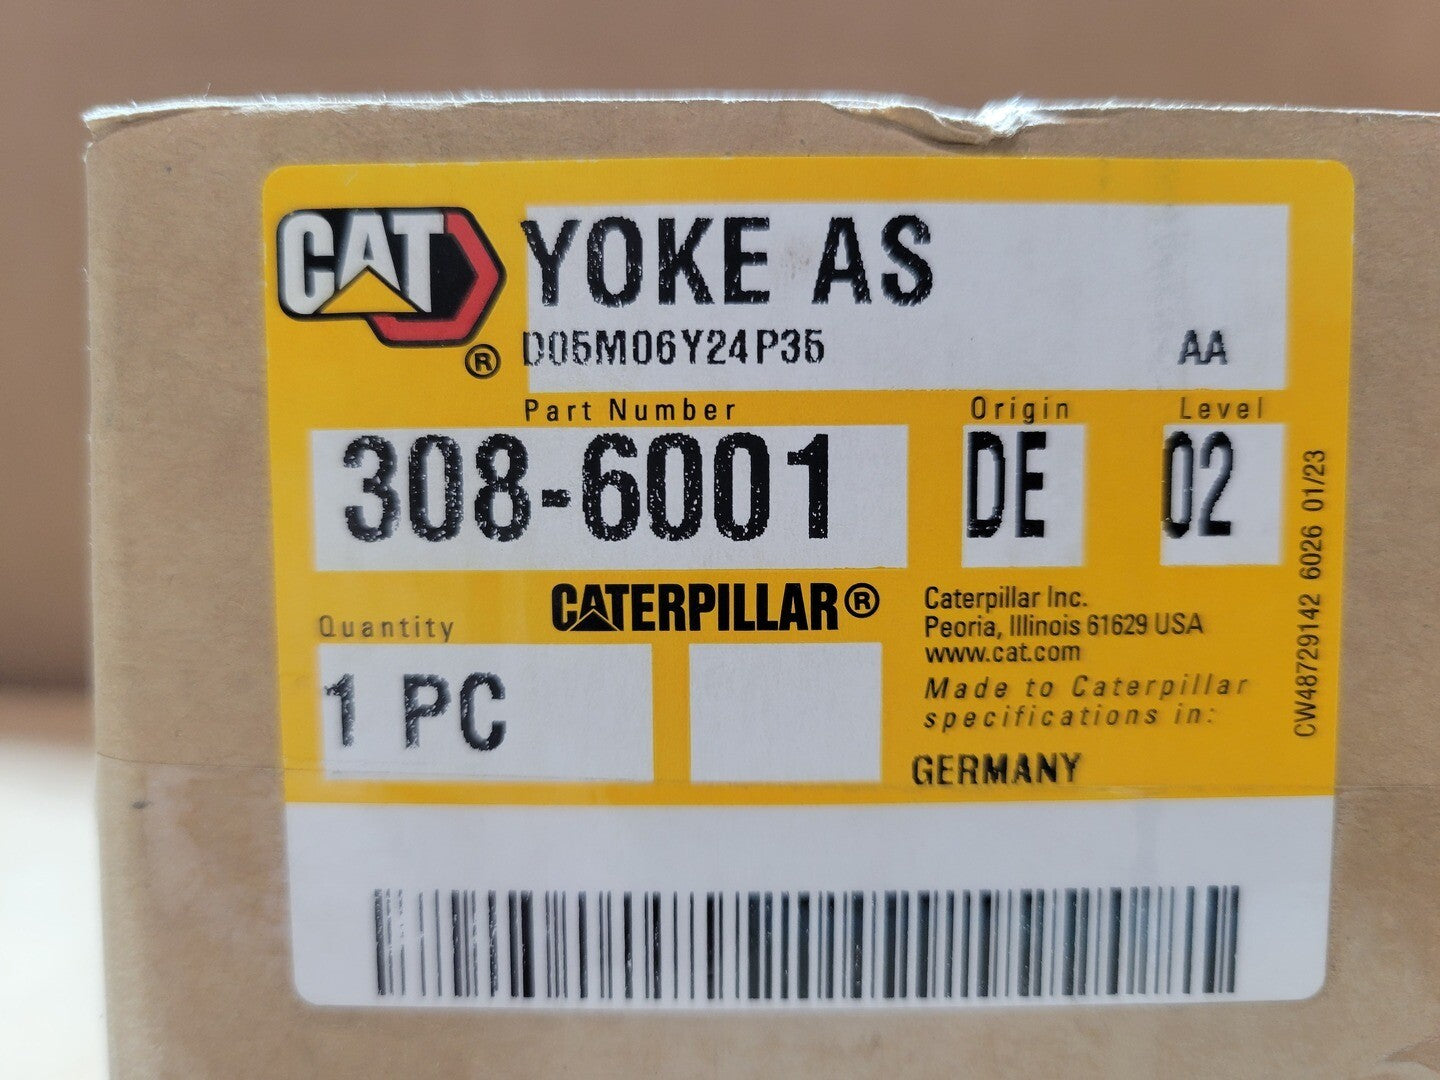 CAT
®
YOKE AS
D05M06Y24P35 AA
Part Number Origin Level
308-6001 DE 02
CATERPILLAR®
Quantity
1 PC
Caterpillar Inc.
Peoria, Illinois 61629 USA
www.cat.com
Made to Caterpillar
specifications in:
GERMANY
CW48729142 6026 01/23